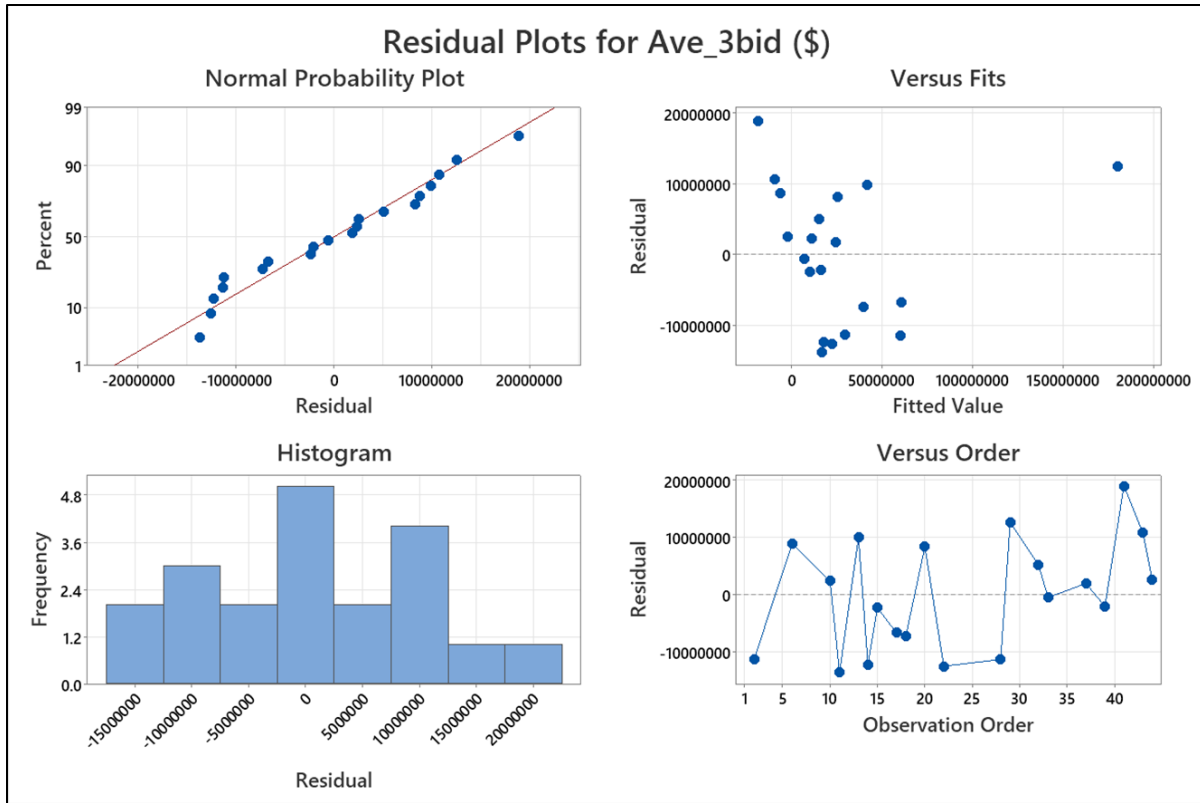 Residual Plots for Ave_3bid ($)
Normal Probability Plot
99
90
50
10
1
Percent
-20000000 -10000000 0 10000000 20000000
Residual
Versus Fits
20000000
10000000
0
-10000000
Residual
0 50000000 100000000 150000000 200000000
Fitted Value
Histogram
4.8
3.6
2.4
1.2
0.0
Frequency
-15000000 -10000000 -5000000 0 5000000 10000000 15000000 20000000
Residual
Versus Order
20000000
10000000
0
-10000000
Residual
1 5 10 15 20 25 30 35 40
Observation Order